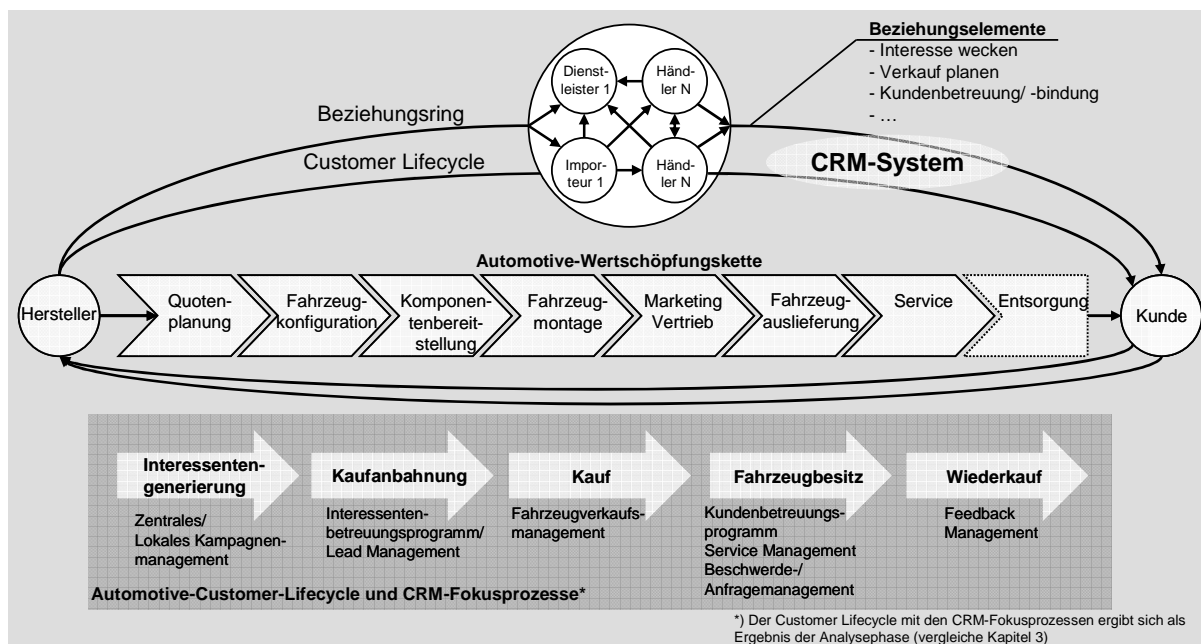 Beziehungselemente
- Interesse wecken
- Verkauf planen
- Kundenbetreuung/ -bindung
- ...
Dienst-
leister 1
Händ-
ler N
Beziehungsring
Customer Lifecycle
Impor-
teur 1
Händ-
ler N
CRM-System
Automotive-Wertschöpfungskette
Hersteller
Quoten-
planung
Fahrzeug-
konfiguration
Komponen-
tenbereit-
stellung
Fahrzeug-
montage
Marketing
Vertrieb
Fahrzeug-
auslieferung
Service
Entsorgung
Kunde
Interessenten-
generierung
Zentrales/
Lokales Kampagnen-
management
Kaufanbahnung
Interessenten-
betreuungsprogramm/
Lead Management
Kauf
Fahrzeugverkaufs-
management
Fahrzeugbesitz
Kundenbetreuungs-
programm
Service Management
Beschwerde-/
Anfragemanagement
Wiederkauf
Feedback
Management
Automotive-Customer-Lifecycle und CRM-Fokusprozesse*
*) Der Customer Lifecycle mit den CRM-Fokusprozessen ergibt sich als
Ergebnis der Analysephase (vergleiche Kapitel 3)